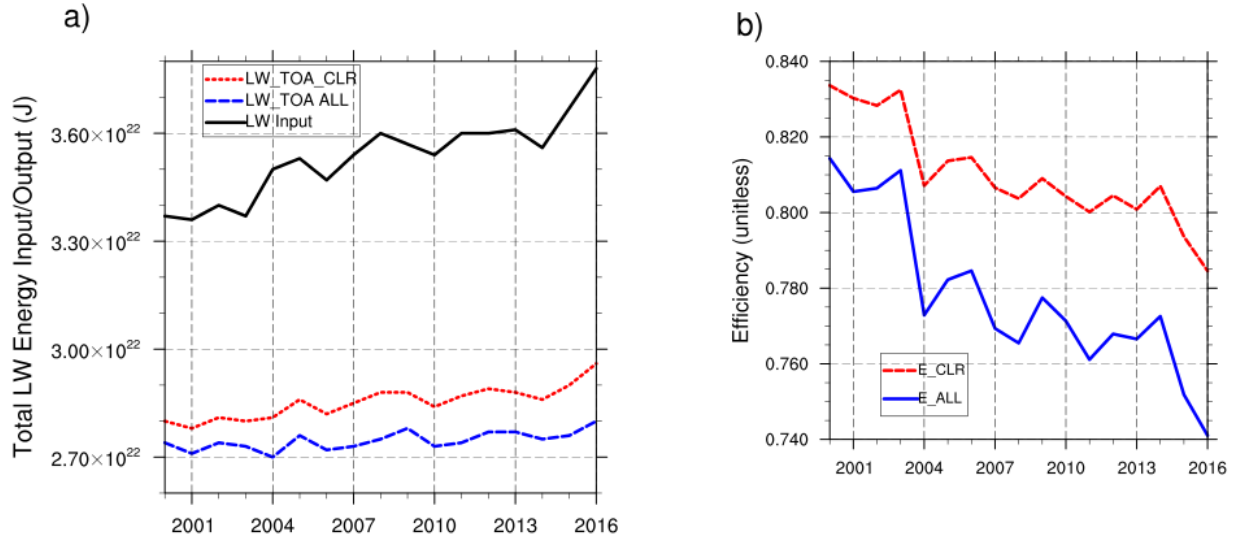 a)
Total LW Energy Input/Output (J)
LW_TOA_CLR
LW_TOA ALL
LW Input
3.60×10²²
3.30×10²²
3.00×10²²
2.70×10²²
2001 2004 2007 2010 2013 2016
b)
Efficiency (unitless)
0.840
0.820
0.800
0.780
0.760
0.740
E_CLR
E_ALL
2001 2004 2007 2010 2013 2016